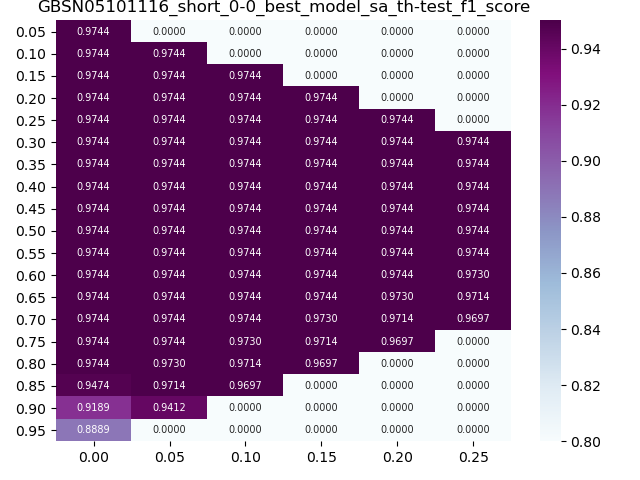 GBSN05101116_short_0-0_best_model_sa_th-test_f1_score
0.05 0.9744 0.0000 0.0000 0.0000 0.0000 0.0000
0.10 0.9744 0.9744 0.0000 0.0000 0.0000 0.0000
0.15 0.9744 0.9744 0.9744 0.0000 0.0000 0.0000
0.20 0.9744 0.9744 0.9744 0.9744 0.0000 0.0000
0.25 0.9744 0.9744 0.9744 0.9744 0.9744 0.0000
0.30 0.9744 0.9744 0.9744 0.9744 0.9744 0.9744
0.35 0.9744 0.9744 0.9744 0.9744 0.9744 0.9744
0.40 0.9744 0.9744 0.9744 0.9744 0.9744 0.9744
0.45 0.9744 0.9744 0.9744 0.9744 0.9744 0.9744
0.50 0.9744 0.9744 0.9744 0.9744 0.9744 0.9744
0.55 0.9744 0.9744 0.9744 0.9744 0.9744 0.9744
0.60 0.9744 0.9744 0.9744 0.9744 0.9744 0.9730
0.65 0.9744 0.9744 0.9744 0.9744 0.9730 0.9714
0.70 0.9744 0.9744 0.9744 0.9730 0.9714 0.9697
0.75 0.9744 0.9744 0.9730 0.9714 0.9697 0.0000
0.80 0.9744 0.9730 0.9714 0.9697 0.0000 0.0000
0.85 0.9474 0.9714 0.9697 0.0000 0.0000 0.0000
0.90 0.9189 0.9412 0.0000 0.0000 0.0000 0.0000
0.95 0.8889 0.0000 0.0000 0.0000 0.0000 0.0000
0.00 0.05 0.10 0.15 0.20 0.25
0.94
0.92
0.90
0.88
0.86
0.84
0.82
0.80